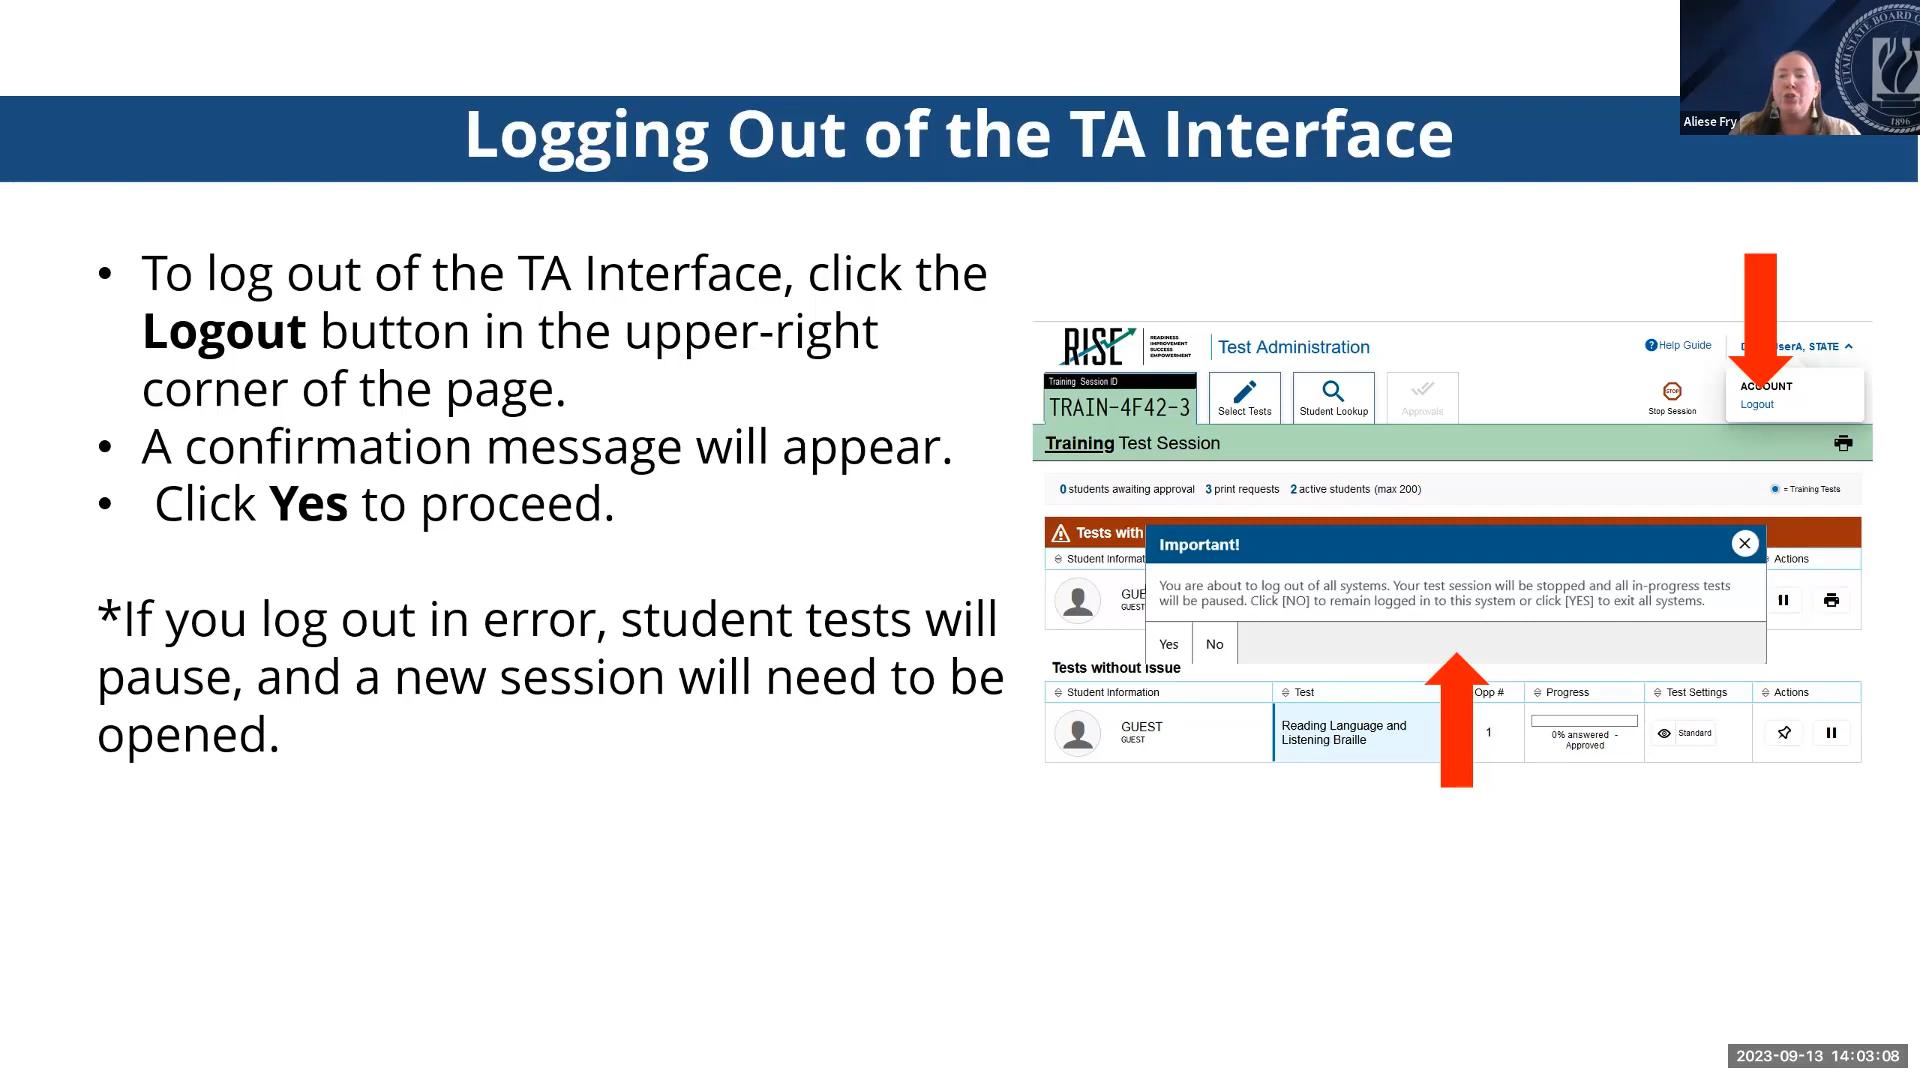 Logging Out of the TA Interface
UTAH STATE BOARD O
1896
Aliese Fry
• To log out of the TA Interface, click the
Logout button in the upper-right
corner of the page.
• A confirmation message will appear.
• Click Yes to proceed.
*If you log out in error, student tests will
pause, and a new session will need to be
opened.
RISE
READINESS
IMPROVEMENT
SUCCESS
EMPOWERMENT
Test Administration
Help Guide
UserA, STATE
Training Session ID
TRAIN-4F42-3
Select Tests
Student Lookup
Approvals
STOP
Stop Session
ACCOUNT
Logout
Training Test Session
0 students awaiting approval 3 print requests 2 active students (max 200)
= Training Tests
Tests with
Student Informat
Actions
GUE
GUEST
Important!
You are about to log out of all systems. Your test session will be stopped and all in-progress tests
will be paused. Click [NO] to remain logged in to this system or click [YES] to exit all systems.
Yes No
Tests without issue
Student Information Test Opp # Progress Test Settings Actions
GUEST
GUEST
Reading Language and
Listening Braille
1
0% answered -
Approved
Standard
2023-09-13 14:03:08